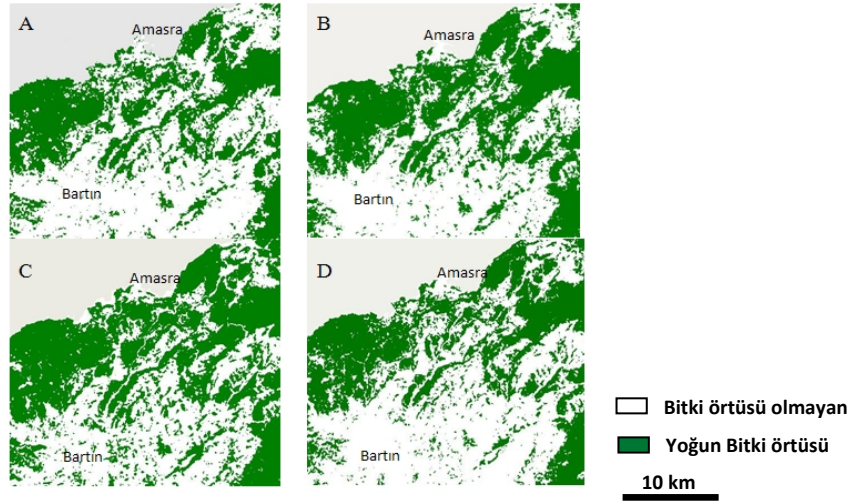 A
Amasra
Bartın
B
Amasra
Bartın
C
Amasra
Bartın
D
Amasra
Bartın
Bitki örtüsü olmayan
Yoğun Bitki örtüsü
10 km